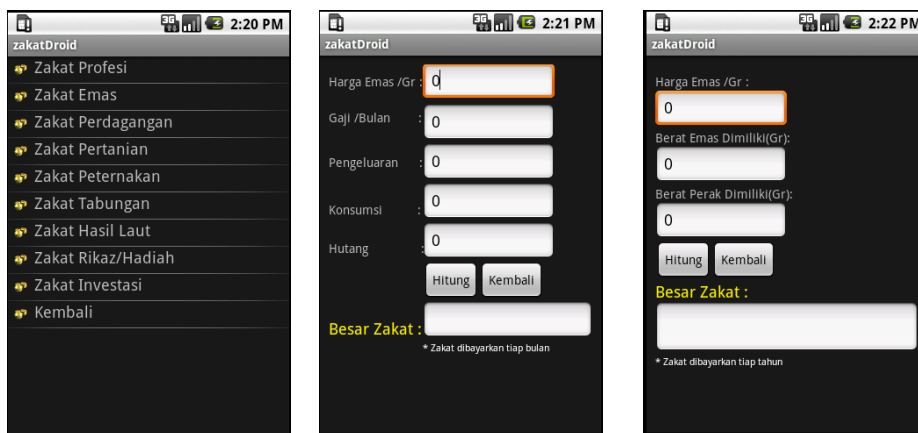 3G 2:20 PM
zakatDroid
Zakat Profesi
Zakat Emas
Zakat Perdagangan
Zakat Pertanian
Zakat Peternakan
Zakat Tabungan
Zakat Hasil Laut
Zakat Rikaz/Hadiah
Zakat Investasi
Kembali
3G 2:21 PM
zakatDroid
Harga Emas /Gr : 0
Gaji /Bulan : 0
Pengeluaran : 0
Konsumsi : 0
Hutang : 0
Hitung Kembali
Besar Zakat :
* Zakat dibayarkan tiap bulan
3G 2:22 PM
zakatDroid
Harga Emas /Gr :
0
Berat Emas Dimiliki(Gr):
0
Berat Perak Dimiliki(Gr):
0
Hitung Kembali
Besar Zakat :
* Zakat dibayarkan tiap tahun